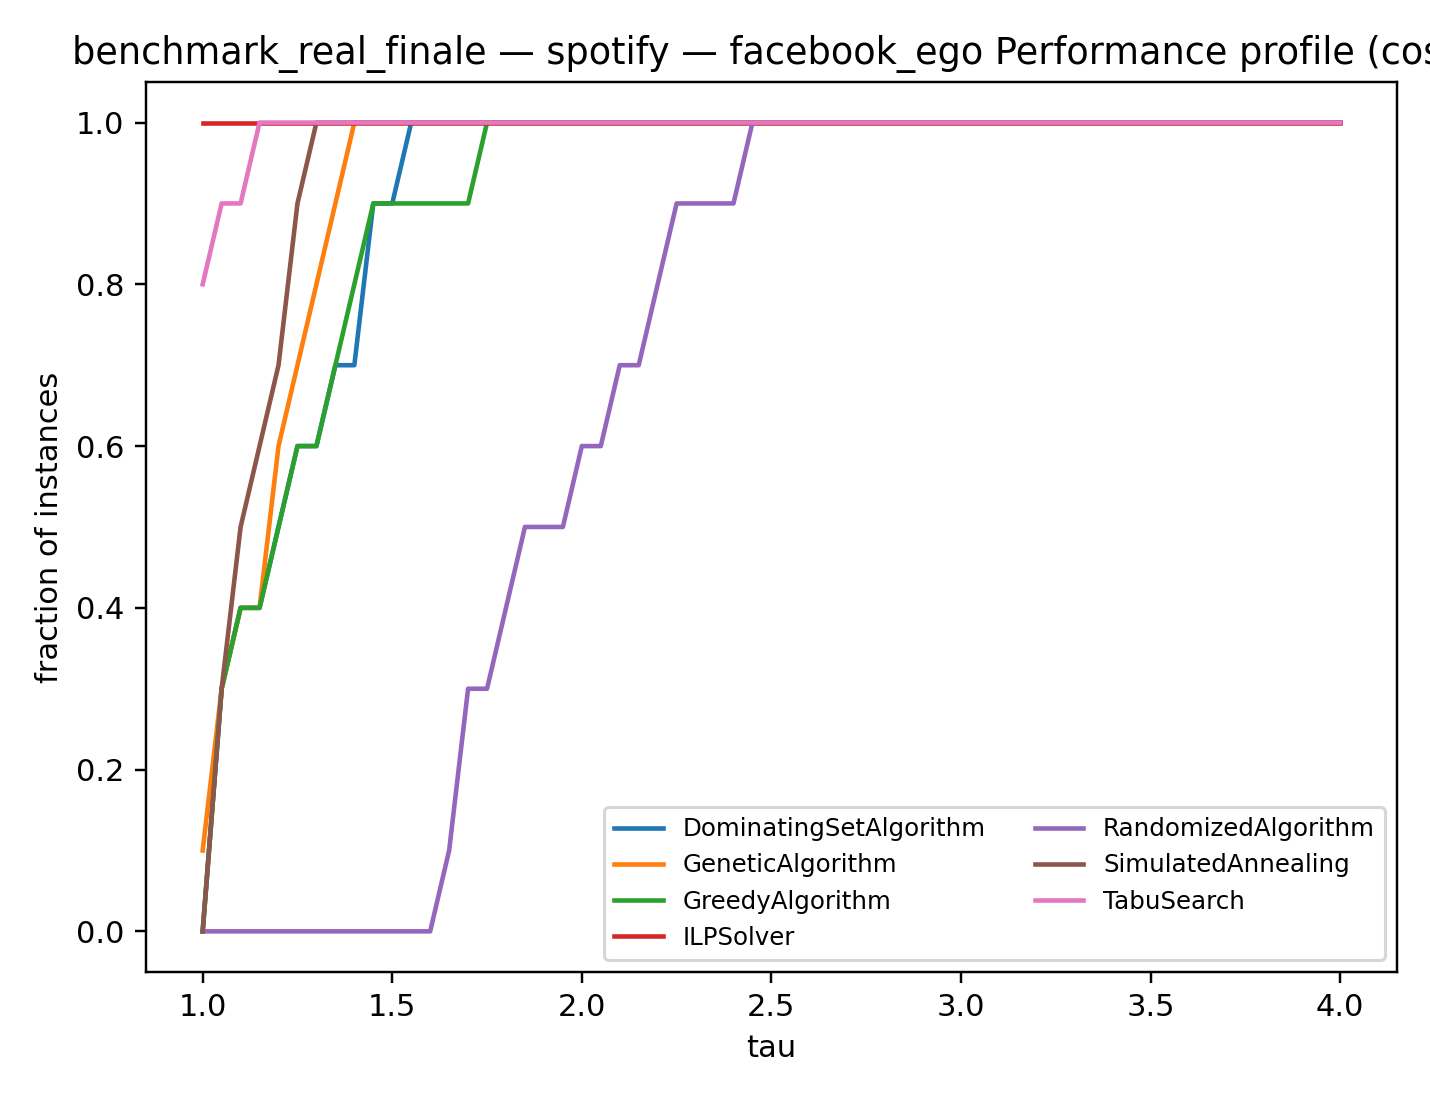 benchmark_real_finale — spotify — facebook_ego Performance profile (cos
1.0
0.8
0.6
0.4
0.2
0.0
fraction of instances
DominatingSetAlgorithm
GeneticAlgorithm
GreedyAlgorithm
ILPSolver
RandomizedAlgorithm
SimulatedAnnealing
TabuSearch
1.0 1.5 2.0 2.5 3.0 3.5 4.0
tau